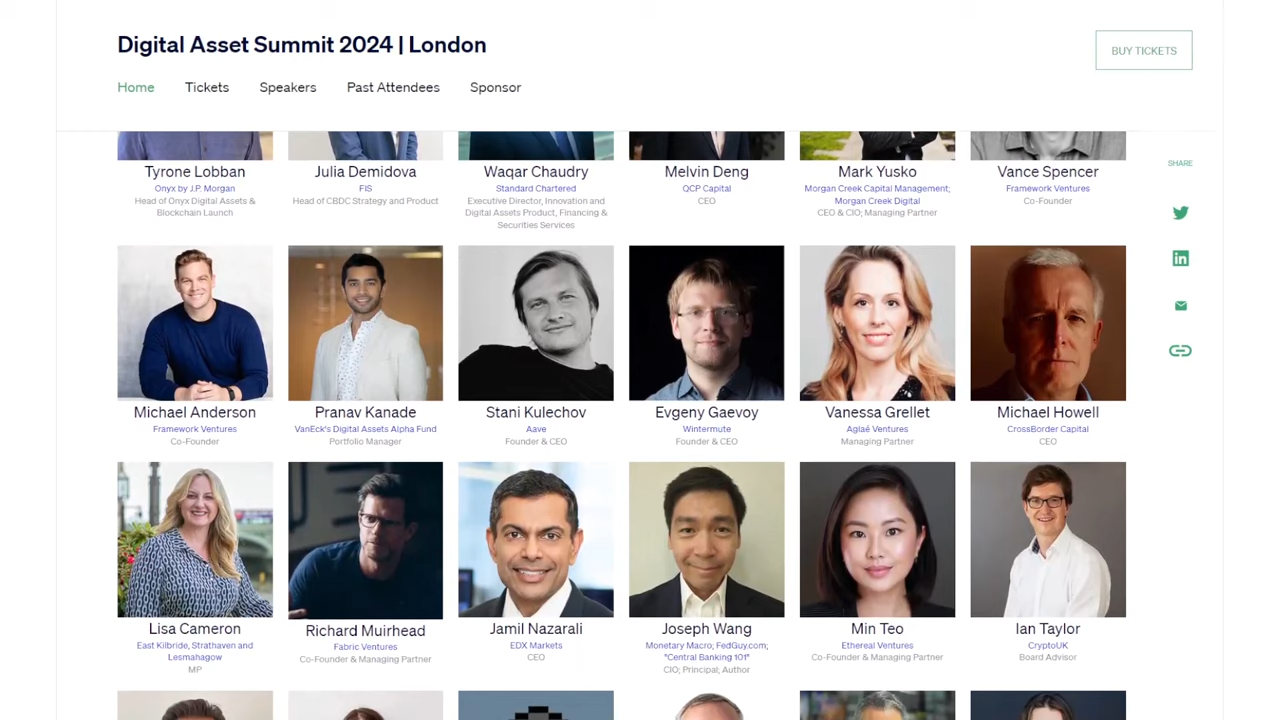 Digital Asset Summit 2024 | London
BUY TICKETS
Home Tickets Speakers Past Attendees Sponsor
SHARE
Tyrone Lobban
Onyx by J.P. Morgan
Head of Onyx Digital Assets &
Blockchain Launch
Julia Demidova
FIS
Head of CBDC Strategy and Product
Waqar Chaudry
Standard Chartered
Executive Director, Innovation and
Digital Assets Product, Financing &
Securities Services
Melvin Deng
QCP Capital
CEO
Mark Yusko
Morgan Creek Capital Management;
Morgan Creek Digital
CEO & CIO; Managing Partner
Vance Spencer
Framework Ventures
Co-Founder
Michael Anderson
Framework Ventures
Co-Founder
Pranav Kanade
VanEck's Digital Assets Alpha Fund
Portfolio Manager
Stani Kulechov
Aave
Founder & CEO
Evgeny Gaevoy
Wintermute
Founder & CEO
Vanessa Grellet
Aglaé Ventures
Managing Partner
Michael Howell
CrossBorder Capital
CEO
Lisa Cameron
East Kilbride, Strathaven and
Lesmahagow
MP
Richard Muirhead
Fabric Ventures
Co-Founder & Managing Partner
Jamil Nazarali
EDX Markets
CEO
Joseph Wang
Monetary Macro; FedGuy.com;
"Central Banking 101"
CIO; Principal; Author
Min Teo
Ethereal Ventures
Co-Founder & Managing Partner
Ian Taylor
CryptoUK
Board Advisor